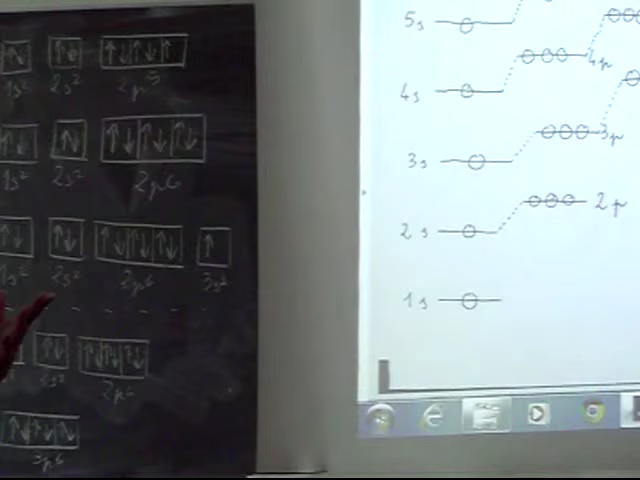 1s² 2s² 2p⁵
1s² 2s² 2p⁶
1s² 2s² 2p⁶ 3s¹
2s² 2p⁶
3p⁶
5s
4s 4p
3s 3p
2s 2p
1s